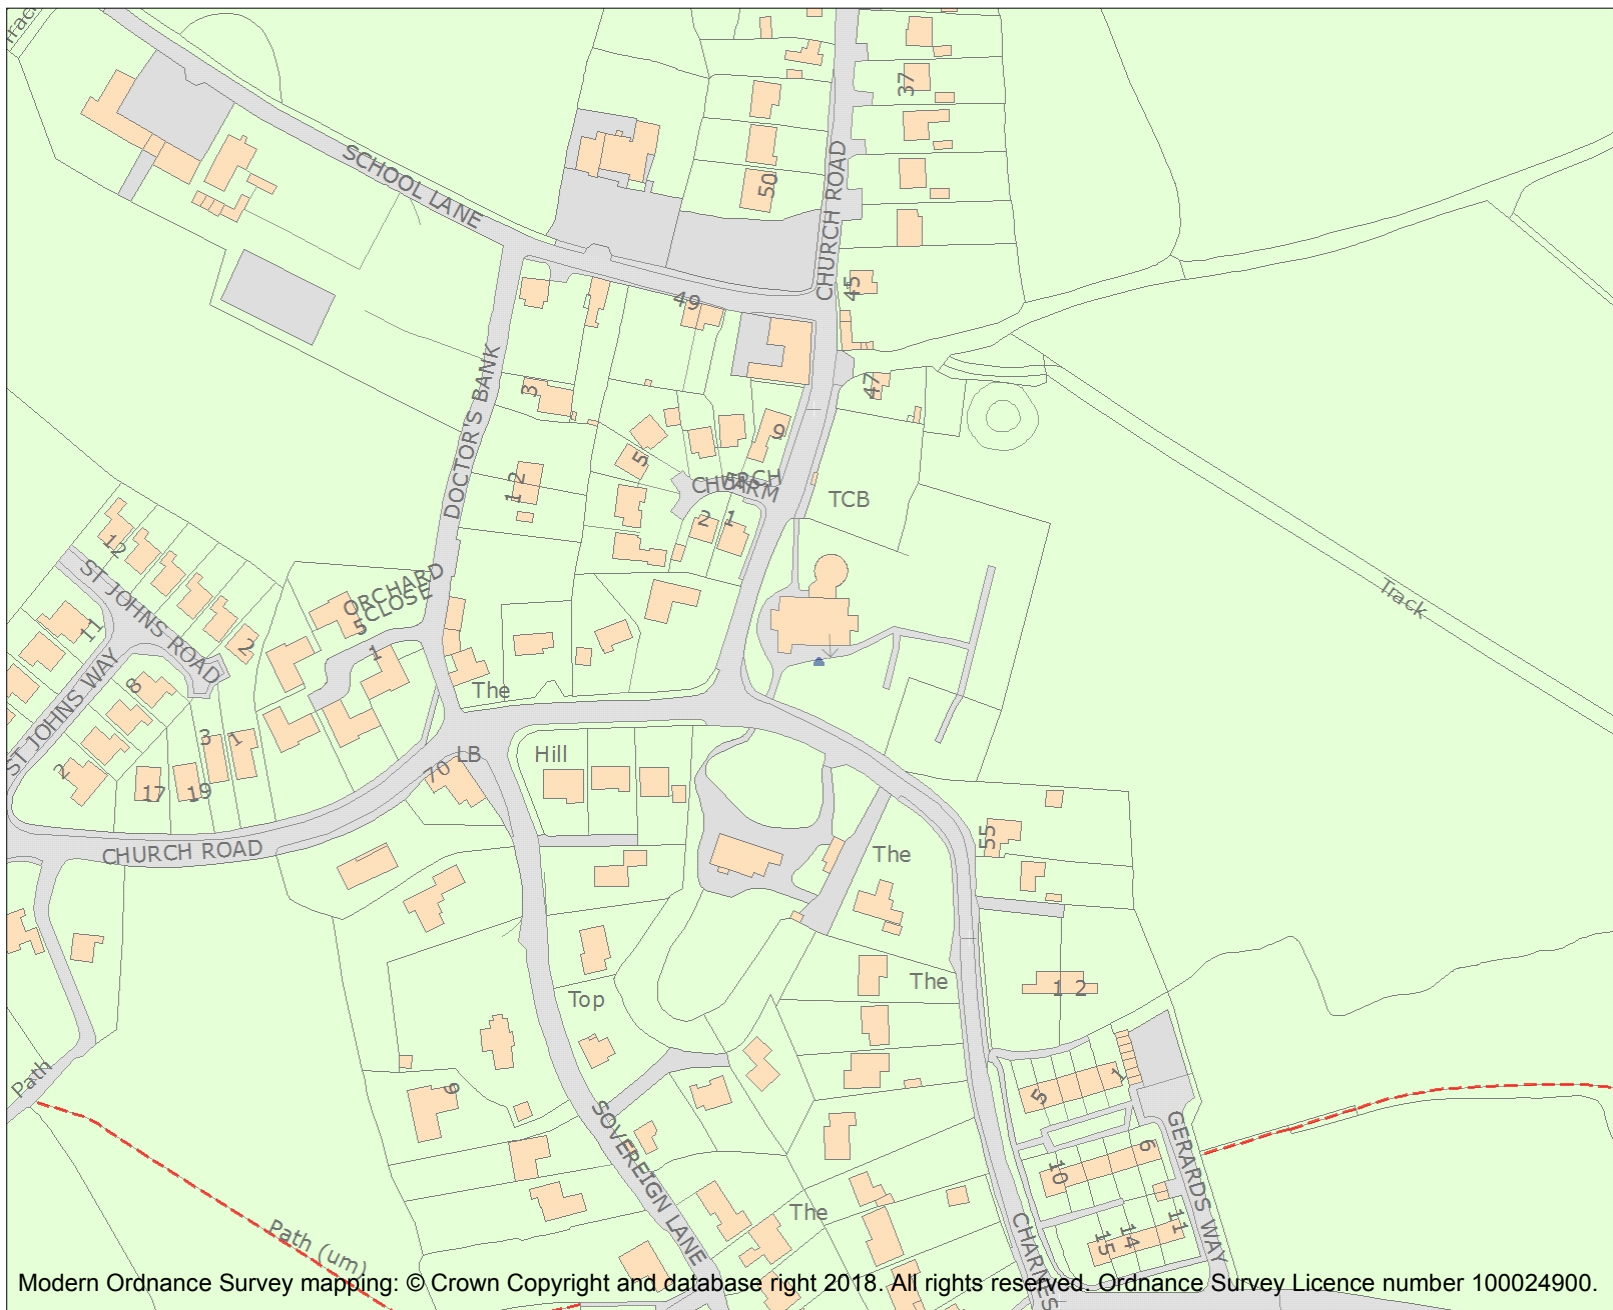 Track
37
SCHOOL LANE
50
CHURCH ROAD
45
49
47
3
DOCTOR'S BANK
9
5
CHURCH
FARM
1 2
TCB
2 1
12
ST JOHNS ROAD
ORCHARD
CLOSE
5
11
2
1
Track
ST JOHNS WAY
8
The
3 1
LB
Hill
2
70
17 19
55
CHURCH ROAD
The
The
1 2
Top
Path
9
1
5
SOVEREIGN LANE
6
10
GERARDS WAY
The
11
14
15
Path (um)
CHARNES
Modern Ordnance Survey mapping: © Crown Copyright and database right 2018. All rights reserved. Ordnance Survey Licence number 100024900.